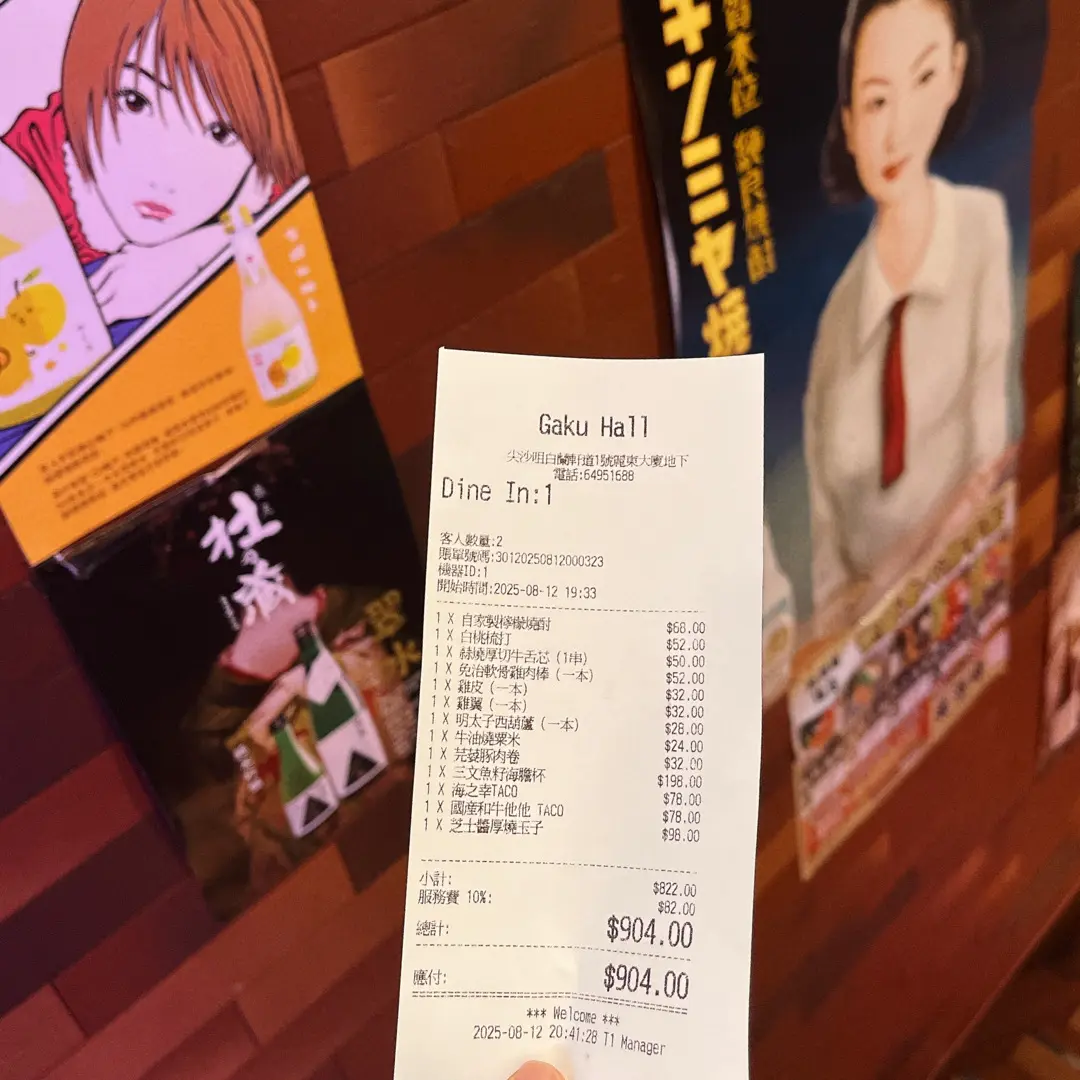 キンミヤ焼
杜の蔵
Gaku Hall
尖沙咀白蘭軒道1號麗東大廈地下
電話:64951688
Dine In:1
客人數量:2
賬單號碼:30120250812000323
機器ID:1
開始時間:2025-08-12 19:33
1 X 自家製檸檬燒酎 $68.00
1 X 白桃梳打 $52.00
1 X 絲燒厚切牛舌芯 (1串) $50.00
1 X 免治軟骨雞肉棒 (一本) $52.00
1 X 雞皮 (一本) $32.00
1 X 雞翼 (一本) $32.00
1 X 明太子西葫蘆 (一本) $28.00
1 X 牛油燒粟米 $24.00
1 X 芫荽豚肉卷 $32.00
1 X 三文魚籽海膽杯 $198.00
1 X 海之幸TACO $78.00
1 X 國産和牛他他 TACO $78.00
1 X 芝士醬厚燒玉子 $98.00
小計: $822.00
服務費 10%: $82.00
總計: $904.00
應付: $904.00
*** Welcome ***
2025-08-12 20:41:28 T1 Manager